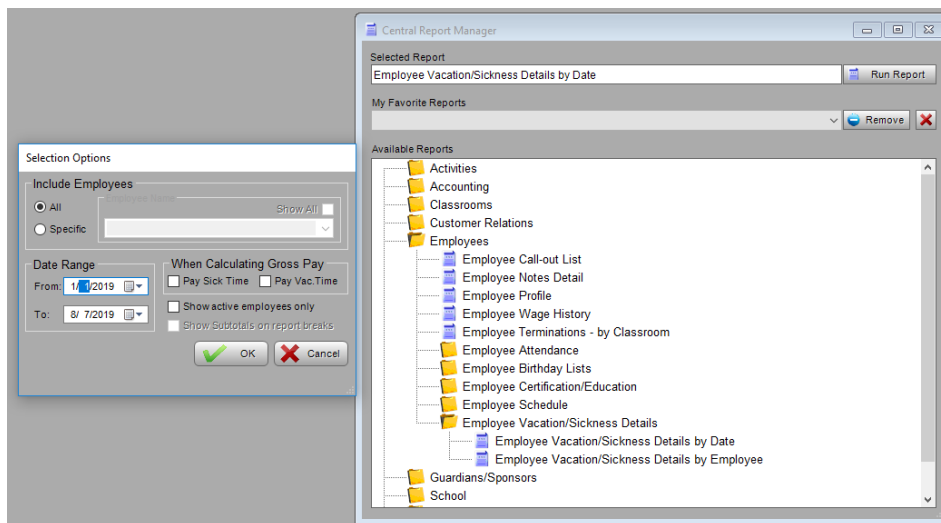 Central Report Manager
Selected Report
Employee Vacation/Sickness Details by Date
Run Report
My Favorite Reports
Remove
Available Reports
Activities
Accounting
Classrooms
Customer Relations
Employees
Employee Call-out List
Employee Notes Detail
Employee Profile
Employee Wage History
Employee Terminations - by Classroom
Employee Attendance
Employee Birthday Lists
Employee Certification/Education
Employee Schedule
Employee Vacation/Sickness Details
Employee Vacation/Sickness Details by Date
Employee Vacation/Sickness Details by Employee
Guardians/Sponsors
School
Selection Options
Include Employees
All
Employee Name
Show All
Specific
Date Range
From: 1/ 1/2019
To: 8/ 7/2019
When Calculating Gross Pay
Pay Sick Time Pay Vac.Time
Show active employees only
Show Subtotals on report breaks
OK Cancel